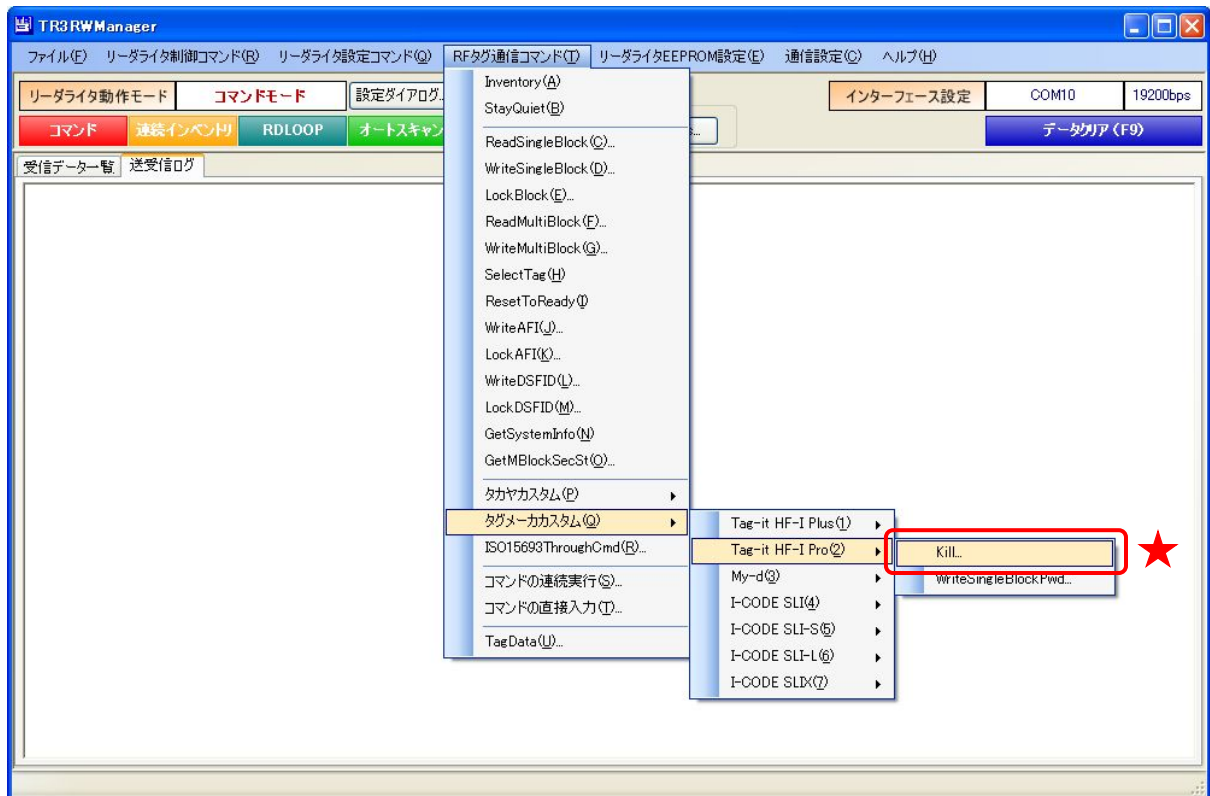 TR3RWManager
ファイル(F) リーダライタ制御コマンド(R) リーダライタ設定コマンド(Q) RFタグ通信コマンド(T) リーダライタEEPROM設定(E) 通信設定(C) ヘルプ(H)
リーダライタ動作モード コマンドモード 設定ダイアログ. インターフェース設定 COM10 19200bps
コマンド 連続インベントリ RDLOOP オートスキャン データクリア (F9)
受信データ一覧 送受信ログ
Inventory(A)
StayQuiet(B)
ReadSingleBlock(C)...
WriteSingleBlock(D)...
LockBlock(E)...
ReadMultiBlock(F)...
WriteMultiBlock(G)...
SelectTag(H)
ResetToReady(I)
WriteAFI(J)...
LockAFI(K)...
WriteDSFID(L)...
LockDSFID(M)...
GetSystemInfo(N)
GetMBlockSecSt(O)...
タカヤカスタム(P)
タグメーカカスタム(Q)
ISO15693ThroughCmd(R)...
コマンドの連続実行(S)...
コマンドの直接入力(T)...
TagData(U)...
Tag-it HF-I Plus(1)
Tag-it HF-I Pro(2)
My-d(3)
I-CODE SLI(4)
I-CODE SLI-S(5)
I-CODE SLI-L(6)
I-CODE SLIX(7)
Kill...
WriteSingleBlockPwd...